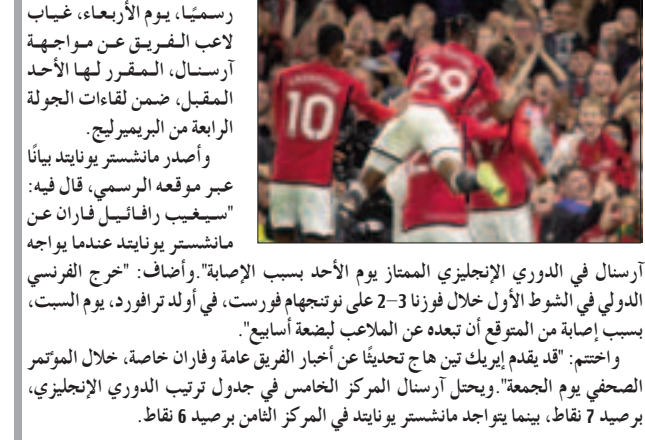 رسميًا، يوم الأربعاء، غياب
لاعب الفريق عن مواجهة
آرسنال، المقرر لها الأحد
المقبل، ضمن لقاءات الجولة
الرابعة من البريميرليج.
وأصدر مانشستر يونايتد بيانًا
عبر موقعه الرسمي، قال فيه:
"سيغيب رافائيل فاران عن
مانشستر يونايتد عندما يواجه
آرسنال في الدوري الإنجليزي الممتاز يوم الأحد بسبب الإصابة".وأضاف: "خرج الفرنسي
الدولي في الشوط الأول خلال فوزنا 3-2 على نوتنجهام فورست، في أولد ترافورد، يوم السبت،
بسبب إصابة من المتوقع أن تبعده عن الملاعب لبضعة أسابيع".
واختتم: "قد يقدم إيريك تين هاج تحديثًا عن أخبار الفريق عامة وفاران خاصة، خلال المؤتمر
الصحفي يوم الجمعة".ويحتل آرسنال المركز الخامس في جدول ترتيب الدوري الإنجليزي،
برصيد 7 نقاط، بينما يتواجد مانشستر يونايتد في المركز الثامن برصيد 6 نقاط.
10
29